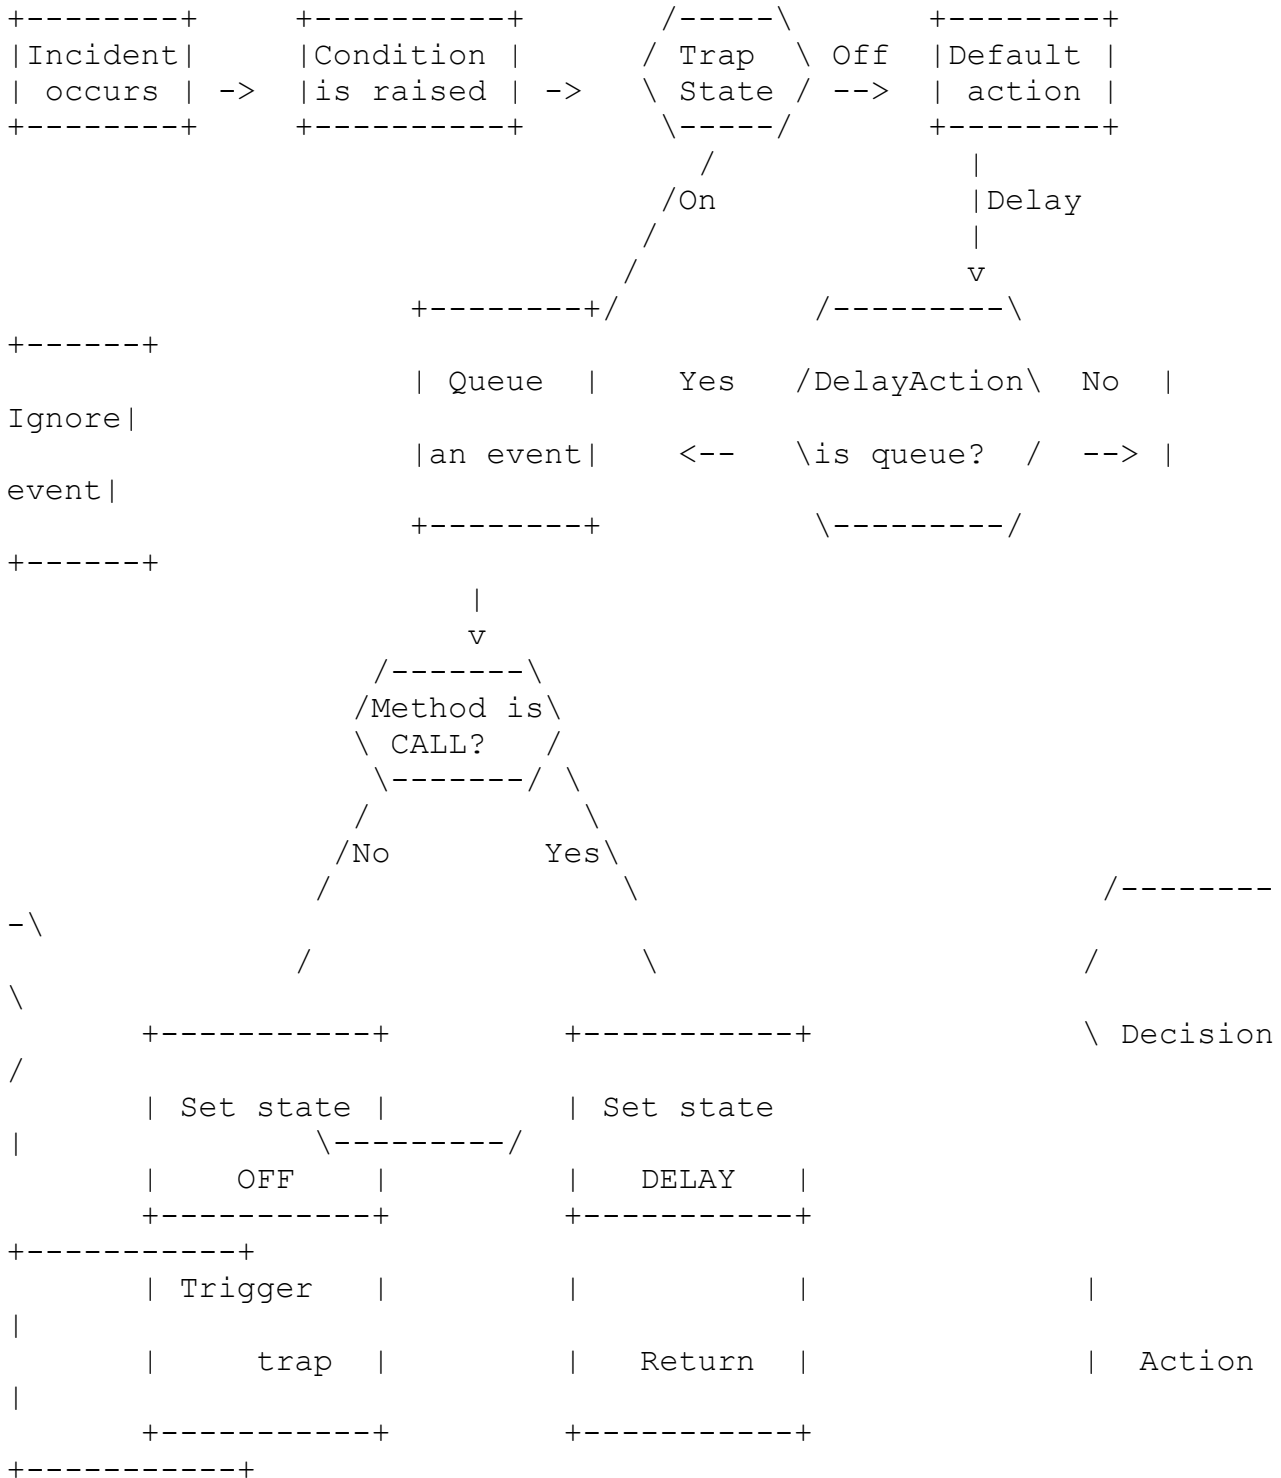 +--------+     +----------+       /-----\       +--------+
|Incident|     |Condition |      / Trap  \ Off  |Default |
| occurs | ->  |is raised | ->   \ State / -->  | action |
+--------+     +----------+       \-----/       +--------+
/             |
/On             |Delay
/                |
/                 v
+--------+/          /---------\
+------+
| Queue  |    Yes   /DelayAction\  No  |
Ignore|
|an event|    <--   \is queue?  /  --> |
event|
+--------+           \---------/
+------+
|
v
/-------\
/Method is\
\ CALL?   /
\-------/ \
/           \
/No        Yes\
/               \                         /--------
-\
/                 \                       /
\
+-----------+         +-----------+              \ Decision
/
| Set state |         | Set state
|               \---------/
|    OFF    |         |   DELAY   |
+-----------+         +-----------+
+-----------+
| Trigger   |         |           |              |
|
|     trap  |         |   Return  |              |  Action
|
+-----------+         +-----------+
+-----------+